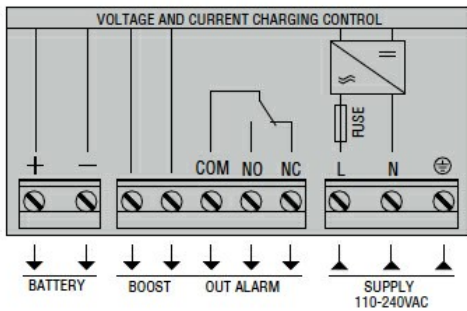 VOLTAGE AND CURRENT CHARGING CONTROL
FUSE
+ − COM NO NC L N
BATTERY BOOST OUT ALARM SUPPLY
110-240VAC